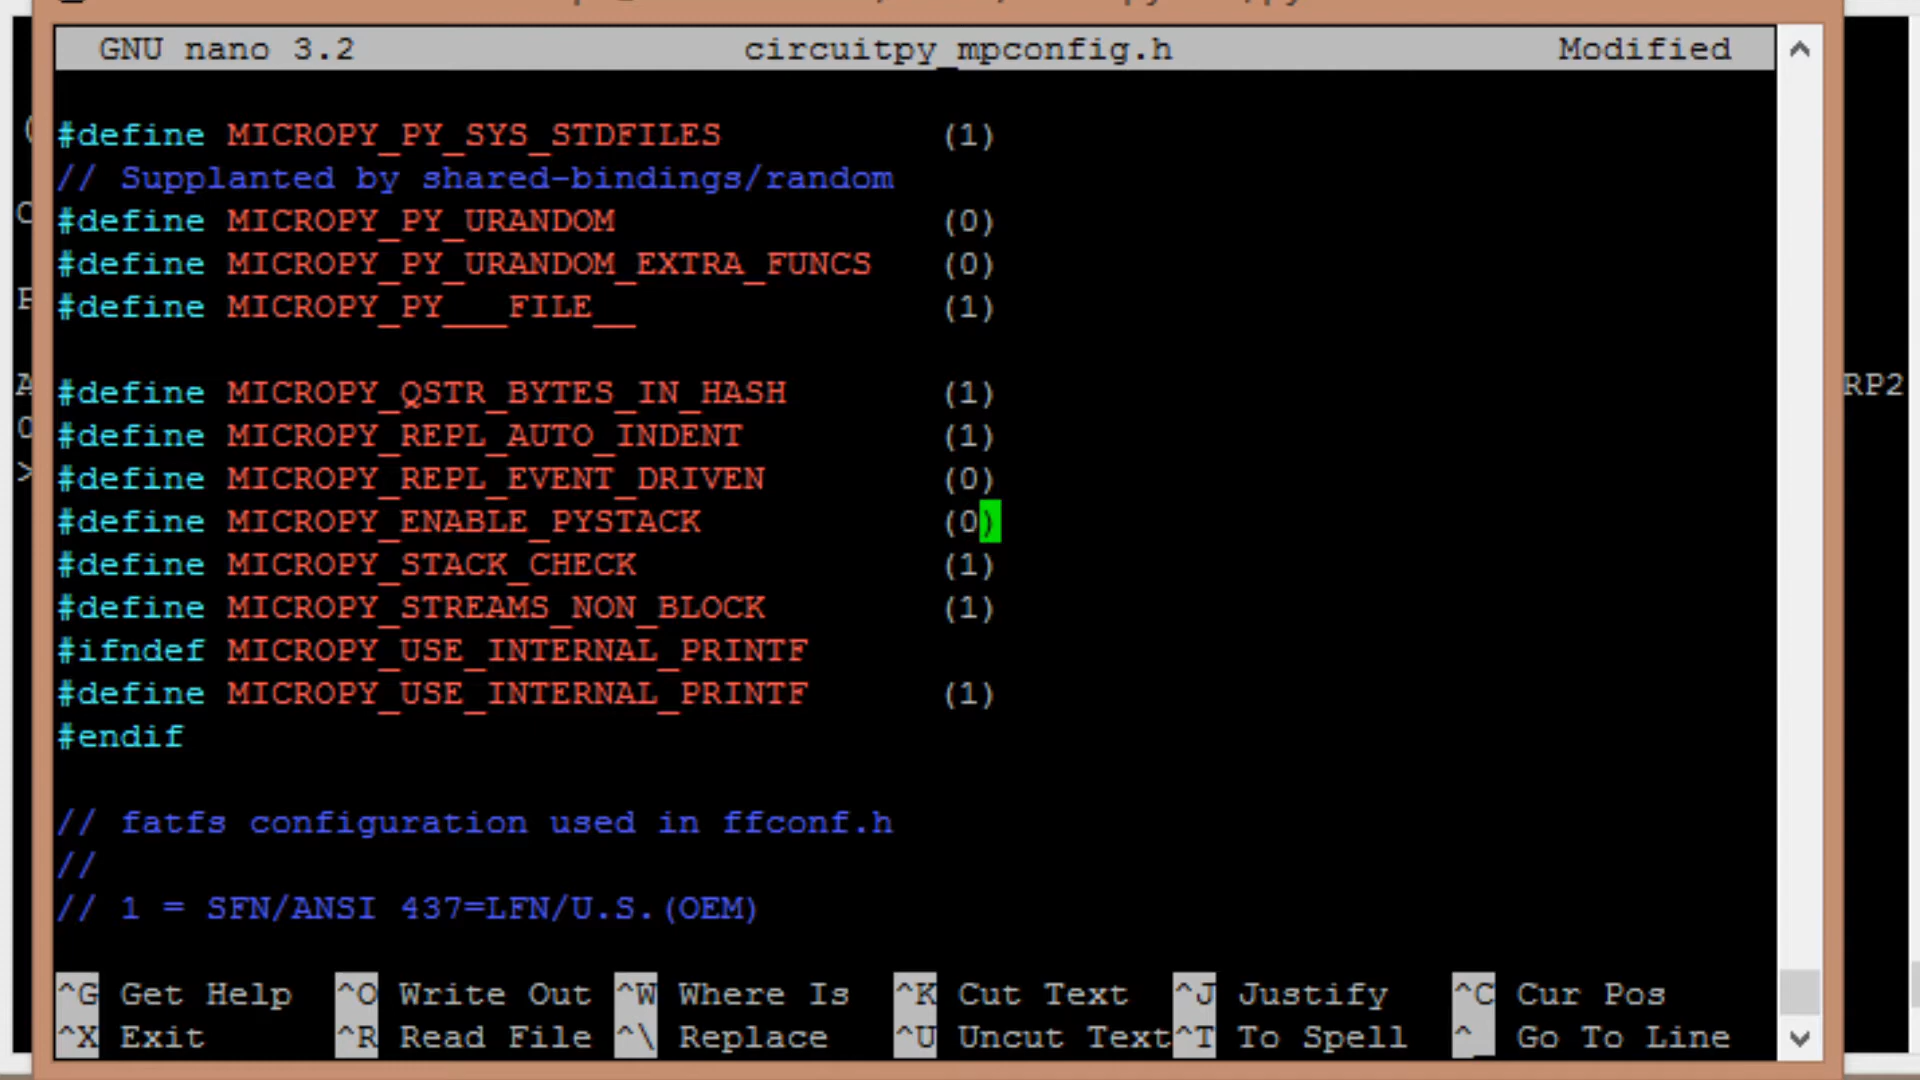 GNU nano 3.2 circuitpy_mpconfig.h Modified
#define MICROPY_PY_SYS_STDFILES (1)
// Supplanted by shared-bindings/random
#define MICROPY_PY_URANDOM (0)
#define MICROPY_PY_URANDOM_EXTRA_FUNCS (0)
#define MICROPY_PY___FILE__ (1)
#define MICROPY_QSTR_BYTES_IN_HASH (1)
#define MICROPY_REPL_AUTO_INDENT (1)
#define MICROPY_REPL_EVENT_DRIVEN (0)
#define MICROPY_ENABLE_PYSTACK (0)
#define MICROPY_STACK_CHECK (1)
#define MICROPY_STREAMS_NON_BLOCK (1)
#ifndef MICROPY_USE_INTERNAL_PRINTF
#define MICROPY_USE_INTERNAL_PRINTF (1)
#endif
// fatfs configuration used in ffconf.h
//
// 1 = SFN/ANSI 437=LFN/U.S.(OEM)
^G Get Help ^O Write Out ^W Where Is ^K Cut Text ^J Justify ^C Cur Pos
^X Exit ^R Read File ^\ Replace ^U Uncut Text ^T To Spell ^_ Go To Line
RP2